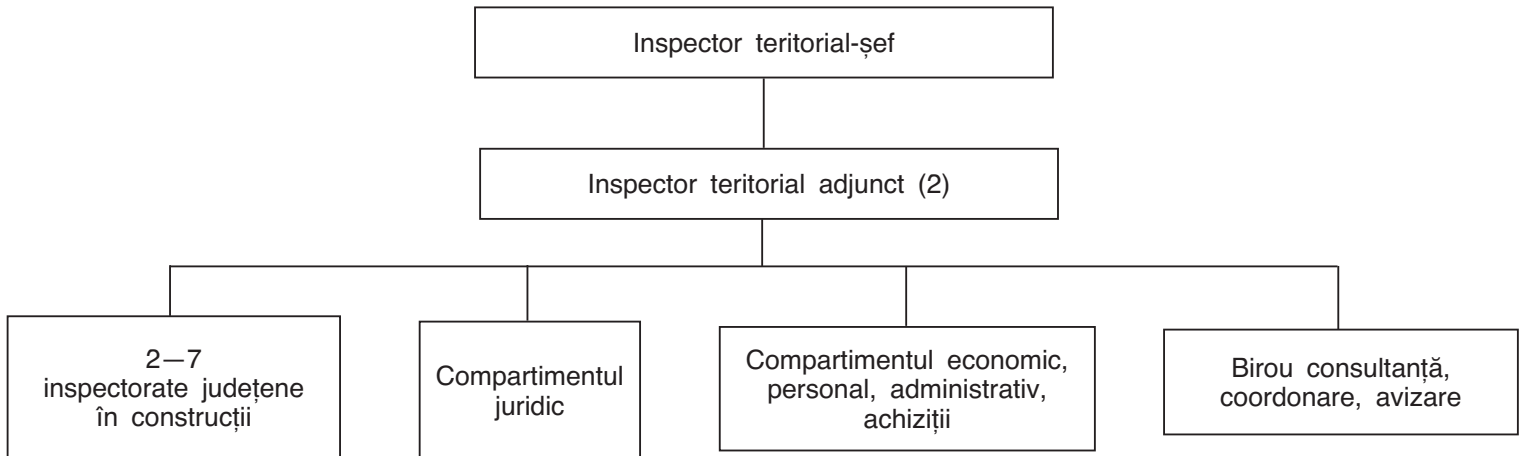 Inspector teritorial-șef
Inspector teritorial adjunct (2)
2—7
inspectorate județene
în construcții
Compartimentul
juridic
Compartimentul economic,
personal, administrativ,
achiziții
Birou consultanță,
coordonare, avizare